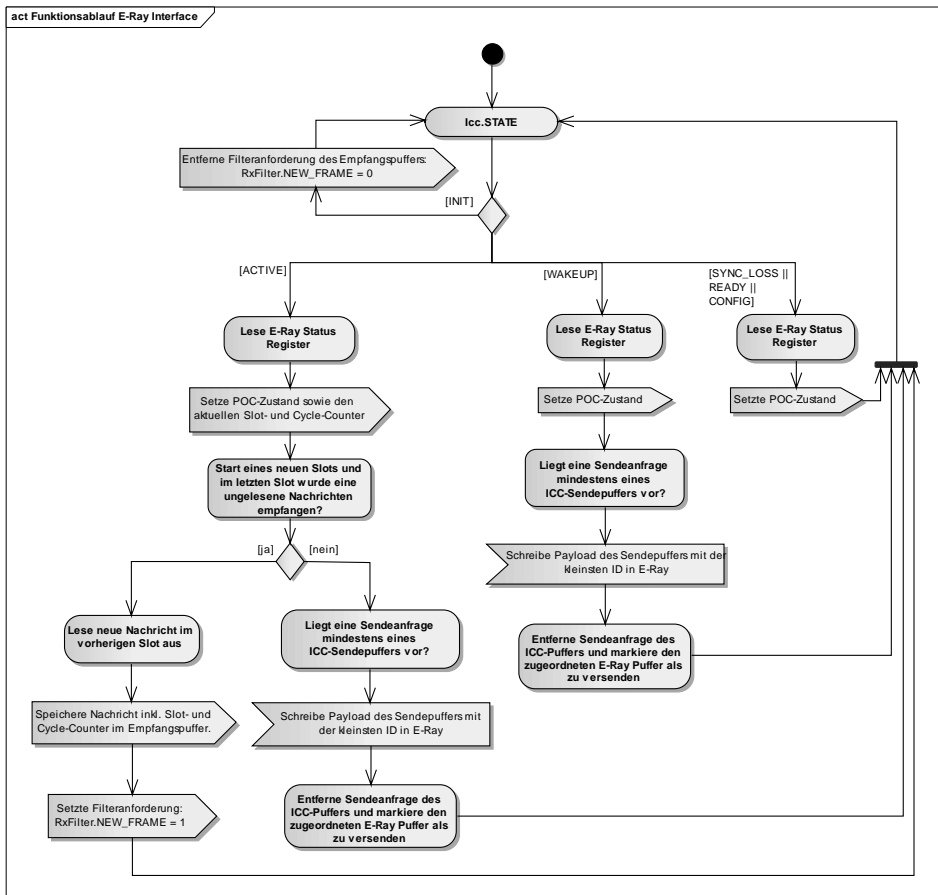 act Funktionsablauf E-Ray Interface
Icc.STATE
Entferne Filteranforderung des Empfangspuffers:
RxFilter.NEW_FRAME = 0
[INIT]
[ACTIVE]
[WAKEUP]
[SYNC_LOSS ||
READY ||
CONFIG]
Lese E-Ray Status
Register
Lese E-Ray Status
Register
Lese E-Ray Status
Register
Setze POC-Zustand sowie den
aktuellen Slot- und Cycle-Counter
Setze POC-Zustand
Setzte POC-Zustand
Start eines neuen Slots und
im letzten Slot wurde eine
ungelesene Nachrichten
empfangen?
Liegt eine Sendeanfrage
mindestens eines
ICC-Sendepuffers vor?
[ja]
[nein]
Schreibe Payload des Sendepuffers mit der
kleinsten ID in E-Ray
Lese neue Nachricht im
vorherigen Slot aus
Liegt eine Sendeanfrage
mindestens eines
ICC-Sendepuffers vor?
Entferne Sendeanfrage des
ICC-Puffers und markiere den
zugeordneten E-Ray Puffer als
zu versenden
Speichere Nachricht inkl. Slot- und
Cycle-Counter im Empfangspuffer.
Schreibe Payload des Sendepuffers mit
der kleinsten ID in E-Ray
Setzte Filteranforderung:
RxFilter.NEW_FRAME = 1
Entferne Sendeanfrage des
ICC-Puffers und markiere den
zugeordneten E-Ray Puffer als
zu versenden